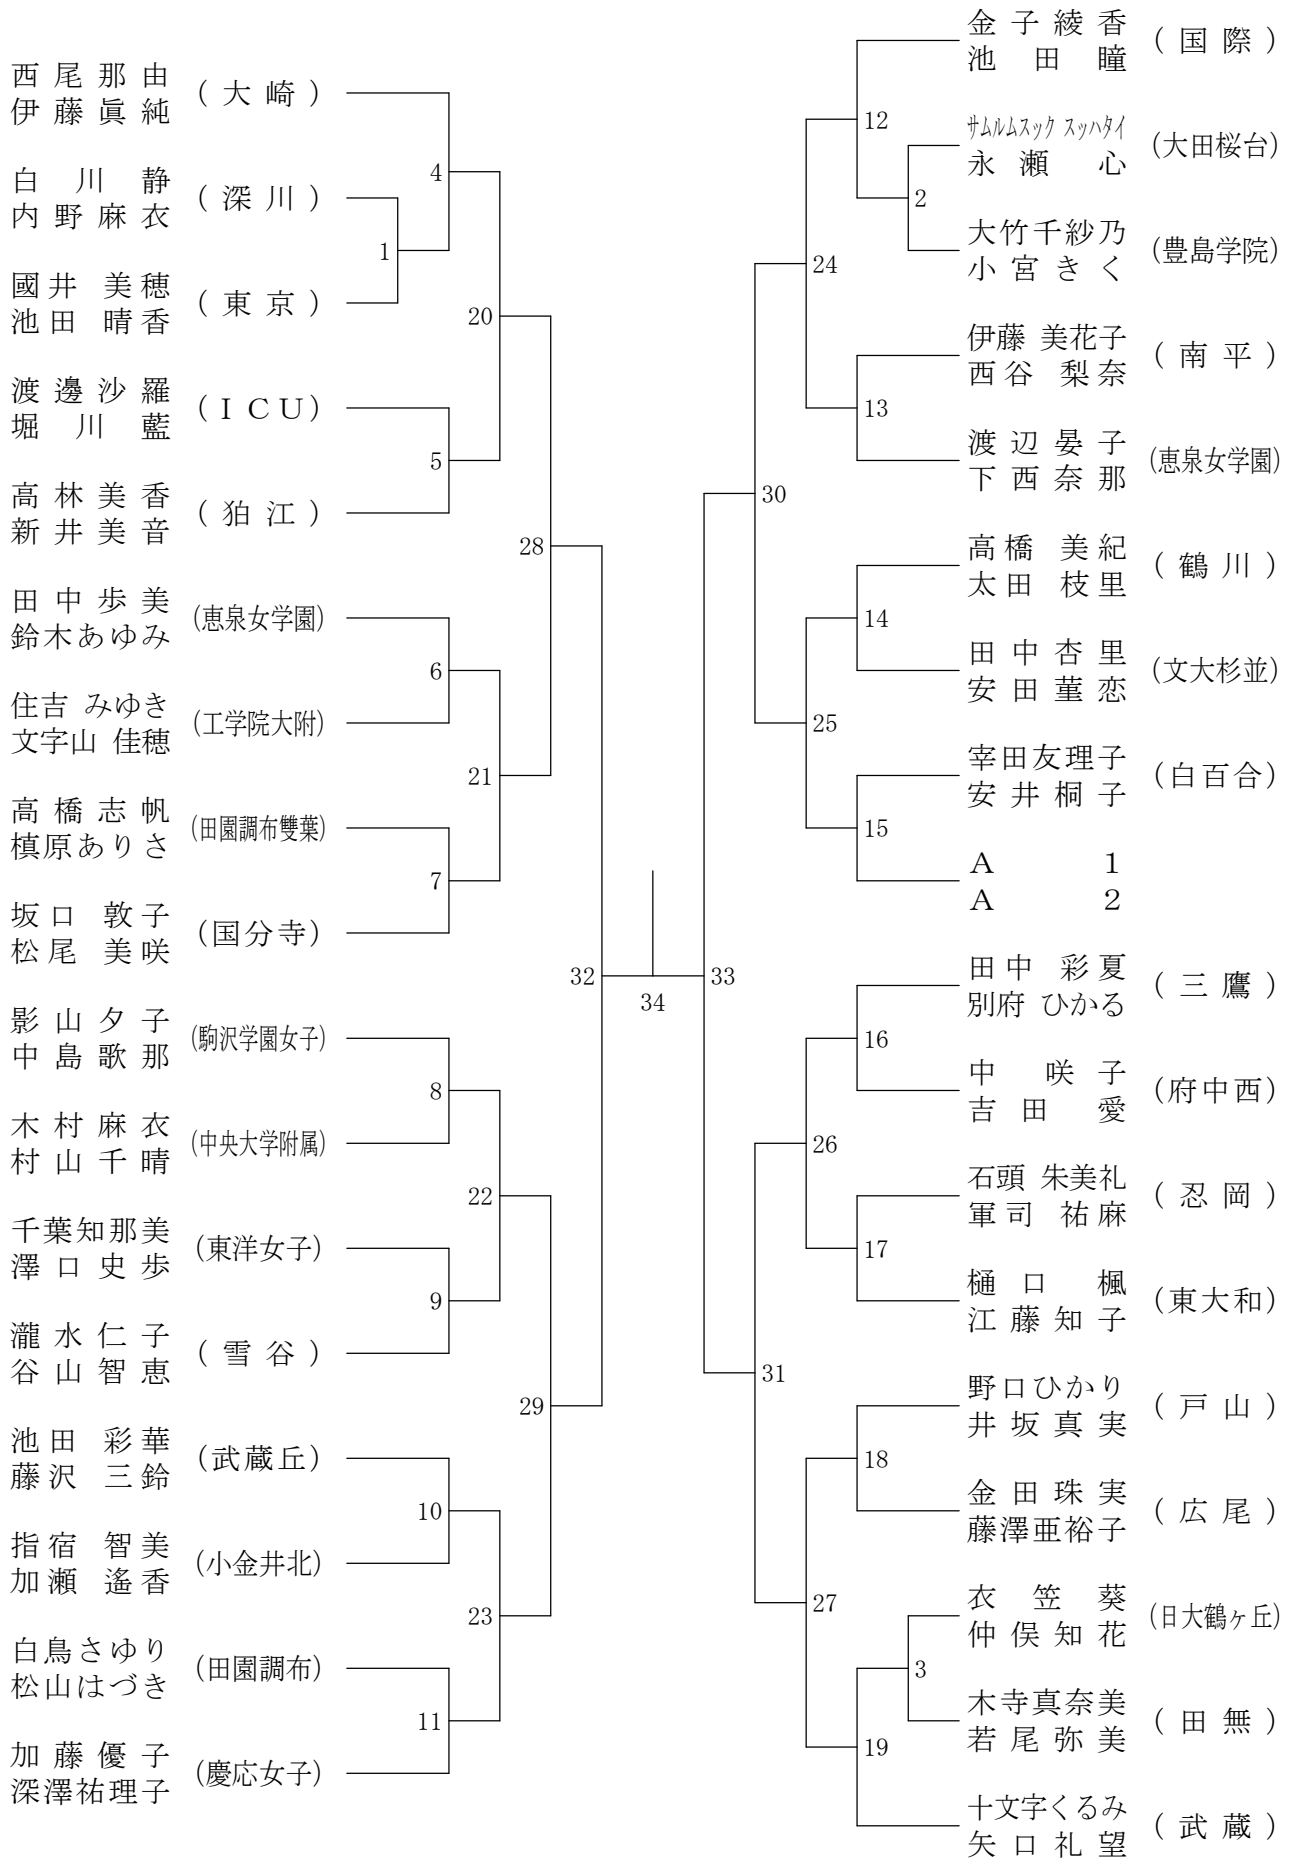 西尾那由
伊藤眞純
(大崎)
白川静
内野麻衣
(深川)
國井 美穂
池田 晴香
(東京)
渡邊沙羅
堀川藍
(ＩＣＵ)
高林美香
新井美音
(狛江)
田中歩美
鈴木あゆみ
(恵泉女学園)
住吉 みゆき
文字山 佳穂
(工学院大附)
高橋志帆
槙原ありさ
(田園調布雙葉)
坂口 敦子
松尾 美咲
(国分寺)
影山夕子
中島歌那
(駒沢学園女子)
木村麻衣
村山千晴
(中央大学附属)
千葉知那美
澤口史歩
(東洋女子)
瀧水仁子
谷山智恵
(雪谷)
池田 彩華
藤沢 三鈴
(武蔵丘)
指宿 智美
加瀬 遙香
(小金井北)
白鳥さゆり
松山はづき
(田園調布)
加藤優子
深澤祐理子
(慶応女子)
1
4
5
6
7
8
9
10
11
20
21
22
23
28
29
32
34
33
30
31
24
25
26
27
12
13
14
15
16
17
18
19
2
3
金子綾香
池田瞳
(国際)
サムルムスック スッハタイ
永瀬心
(大田桜台)
大竹千紗乃
小宮きく
(豊島学院)
伊藤 美花子
西谷 梨奈
(南平)
渡辺晏子
下西奈那
(恵泉女学園)
高橋 美紀
太田 枝里
(鶴川)
田中杏里
安田菫恋
(文大杉並)
宰田友理子
安井桐子
(白百合)
Ａ 1
Ａ 2
田中 彩夏
別府 ひかる
(三鷹)
中 咲子
吉田 愛
(府中西)
石頭 朱美礼
軍司 祐麻
(忍岡)
樋口楓
江藤知子
(東大和)
野口ひかり
井坂真実
(戸山)
金田珠実
藤澤亜裕子
(広尾)
衣笠葵
仲俣知花
(日大鶴ヶ丘)
木寺真奈美
若尾弥美
(田無)
十文字くるみ
矢口礼望
(武蔵)